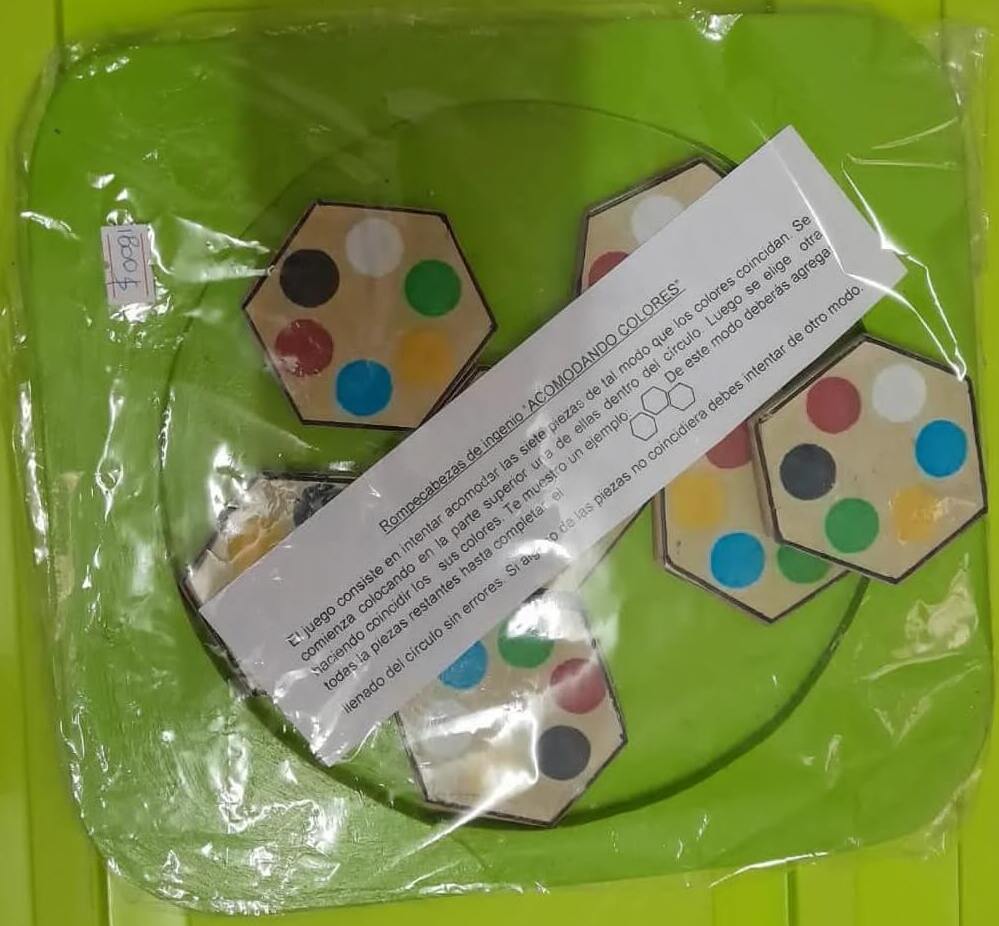 1800$
Rompecabezas de ingenio "ACOMODANDO COLORES"
El juego consiste en intentar acomodar las siete piezas de tal modo que los colores coincidan. Se
comienza colocando en la parte superior una de ellas dentro del círculo. Luego se elige otra
haciendo coincidir los sus colores. Te muestro un ejemplo: De este modo deberás agrega
todas la piezas restantes hasta completar el
llenado del círculo sin errores. Si de las piezas no coincidiera debes intentar de otro modo.